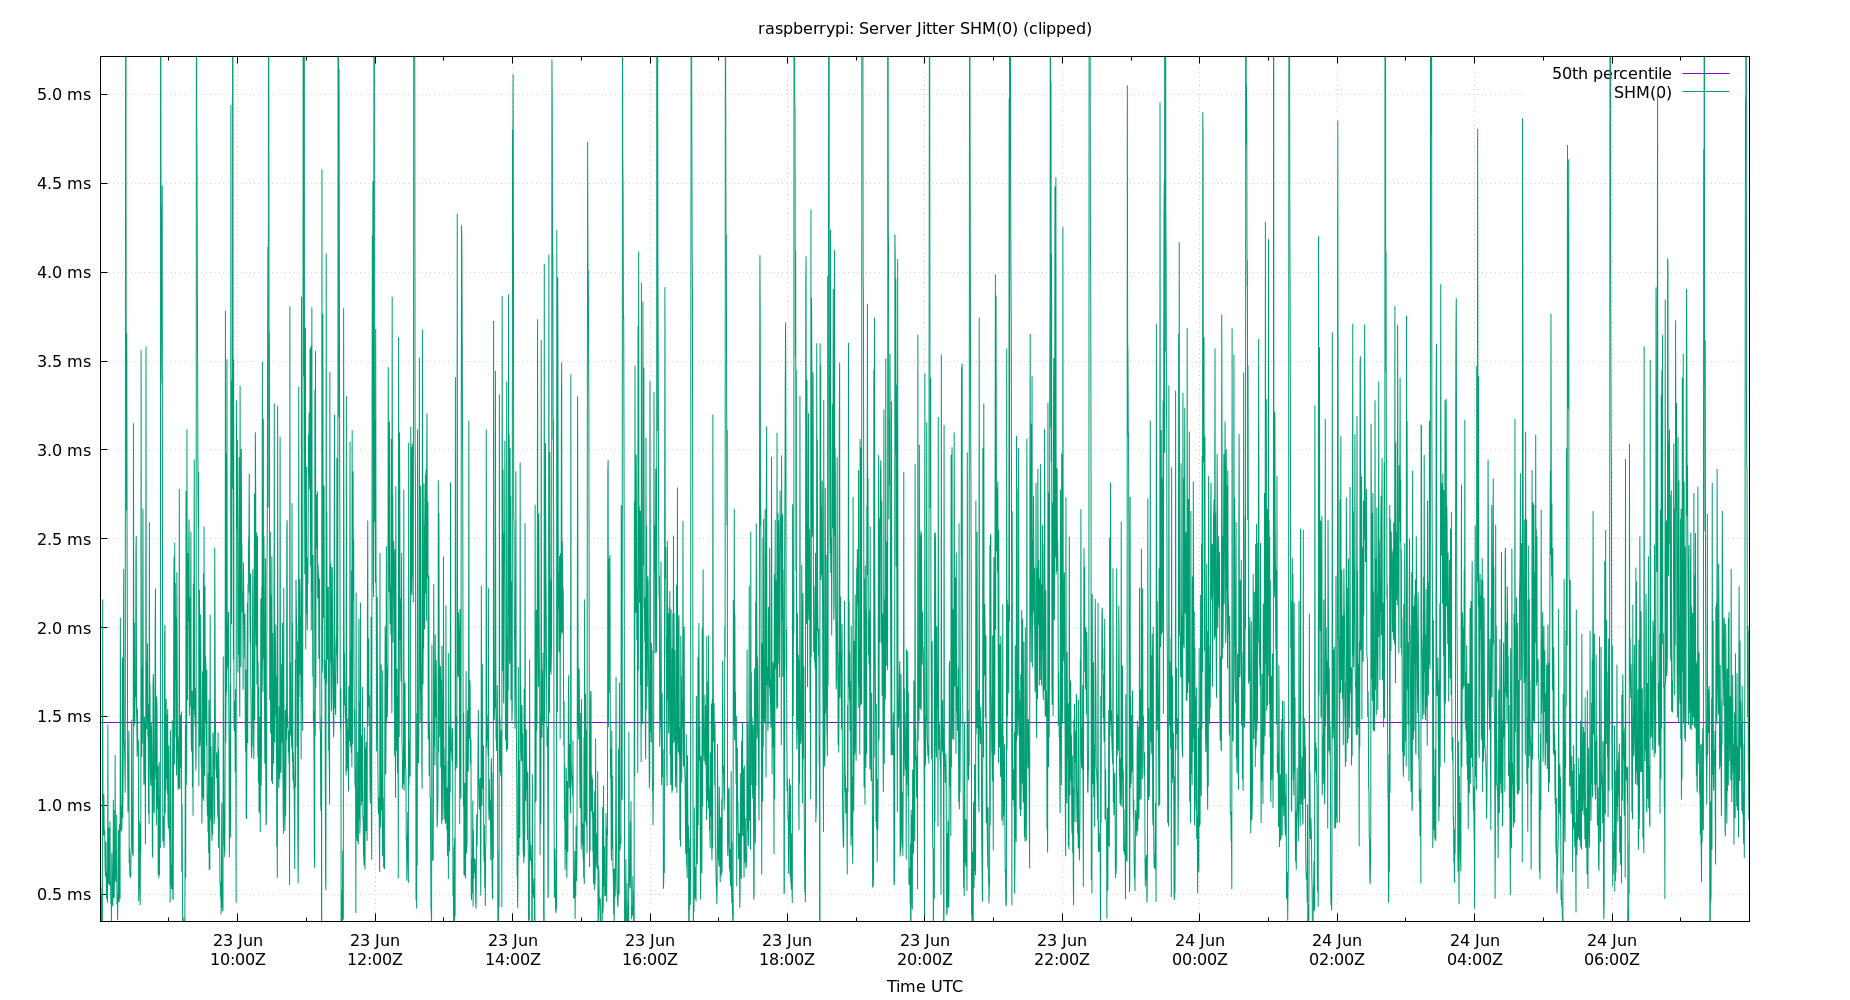 raspberrypi: Server Jitter SHM(0) (clipped)
50th percentile
SHM(0)
5.0 ms
4.5 ms
4.0 ms
3.5 ms
3.0 ms
2.5 ms
2.0 ms
1.5 ms
1.0 ms
0.5 ms
23 Jun 23 Jun 23 Jun 23 Jun 23 Jun 23 Jun 23 Jun 24 Jun 24 Jun 24 Jun 24 Jun
10:00Z 12:00Z 14:00Z 16:00Z 18:00Z 20:00Z 22:00Z 00:00Z 02:00Z 04:00Z 06:00Z
Time UTC